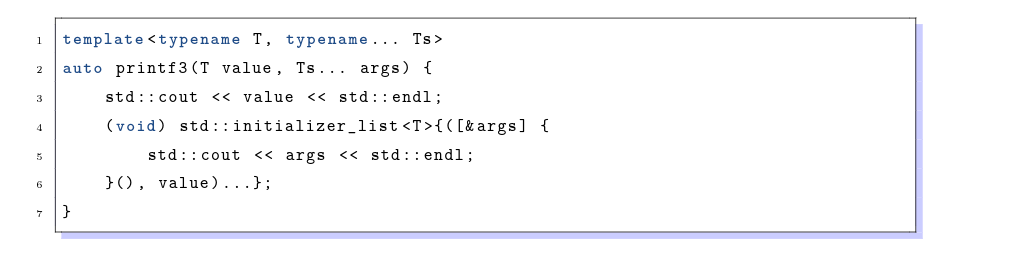 1 template<typename T, typename... Ts>
2 auto printf3(T value, Ts... args) {
3     std::cout << value << std::endl;
4     (void) std::initializer_list<T>{([&args] {
5         std::cout << args << std::endl;
6     }(), value)...};
7 }